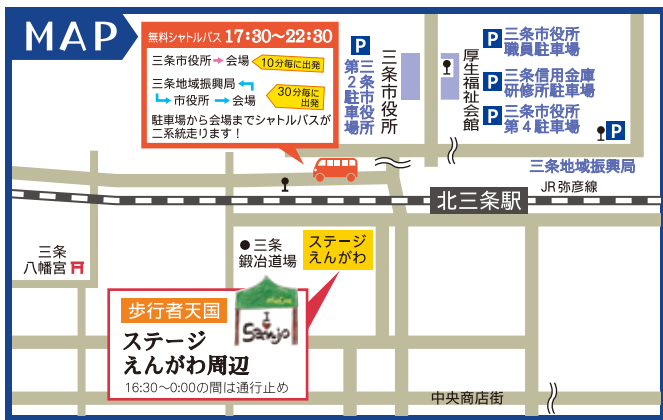 MAP
無料シャトルバス 17:30〜22:30
三条市役所 → 会場
10分毎に出発
三条地域振興局
→ 市役所 → 会場
30分毎に
出発
駐車場から会場までシャトルバスが
二系統走ります！
P
三条市役所
第2駐車場
三条市役所
厚生福祉会館
P
三条市役所
職員駐車場
P
三条信用金庫
研修所駐車場
P
三条市役所
第4駐車場
P
三条地域振興局
JR 弥彦線
北三条駅
三条
八幡宮
● 三条
鍛冶道場
ステージ
えんがわ
歩行者天国
I
Sanjo
ステージ
えんがわ周辺
16:30〜0:00の間は通行止め
中央商店街